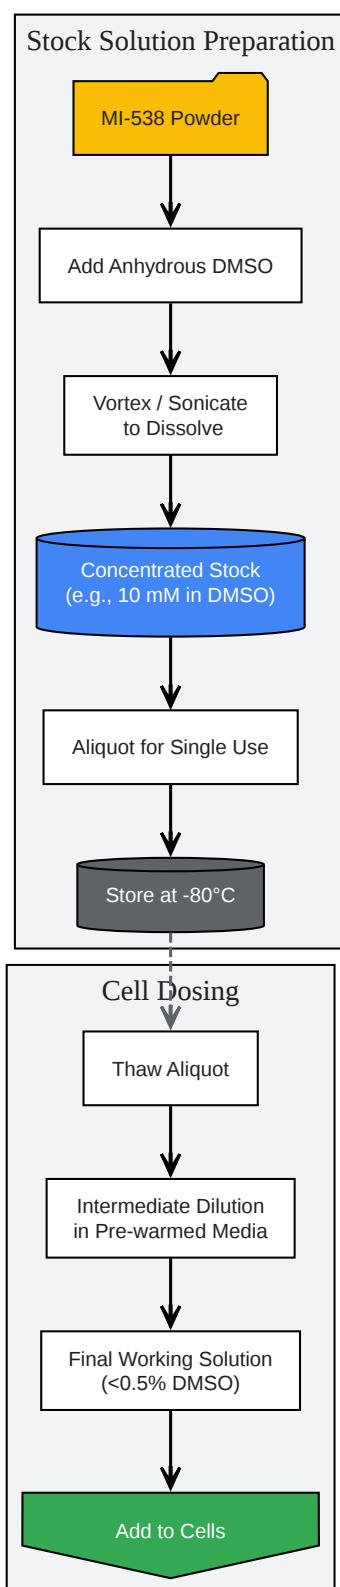 Stock Solution Preparation
MI-538 Powder
Add Anhydrous DMSO
Vortex / Sonicate
to Dissolve
Concentrated Stock
(e.g., 10 mM in DMSO)
Aliquot for Single Use
Store at -80°C
Cell Dosing
Thaw Aliquot
Intermediate Dilution
in Pre-warmed Media
Final Working Solution
(<0.5% DMSO)
Add to Cells